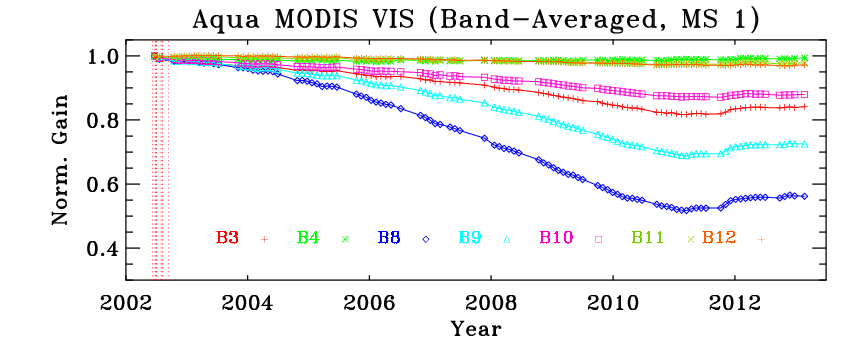 Aqua MODIS VIS (Band-Averaged, MS 1)
1.0
0.8
0.6
0.4
Norm. Gain
B3 B4 B8 B9 B10 B11 B12
2002 2004 2006 2008 2010 2012
Year